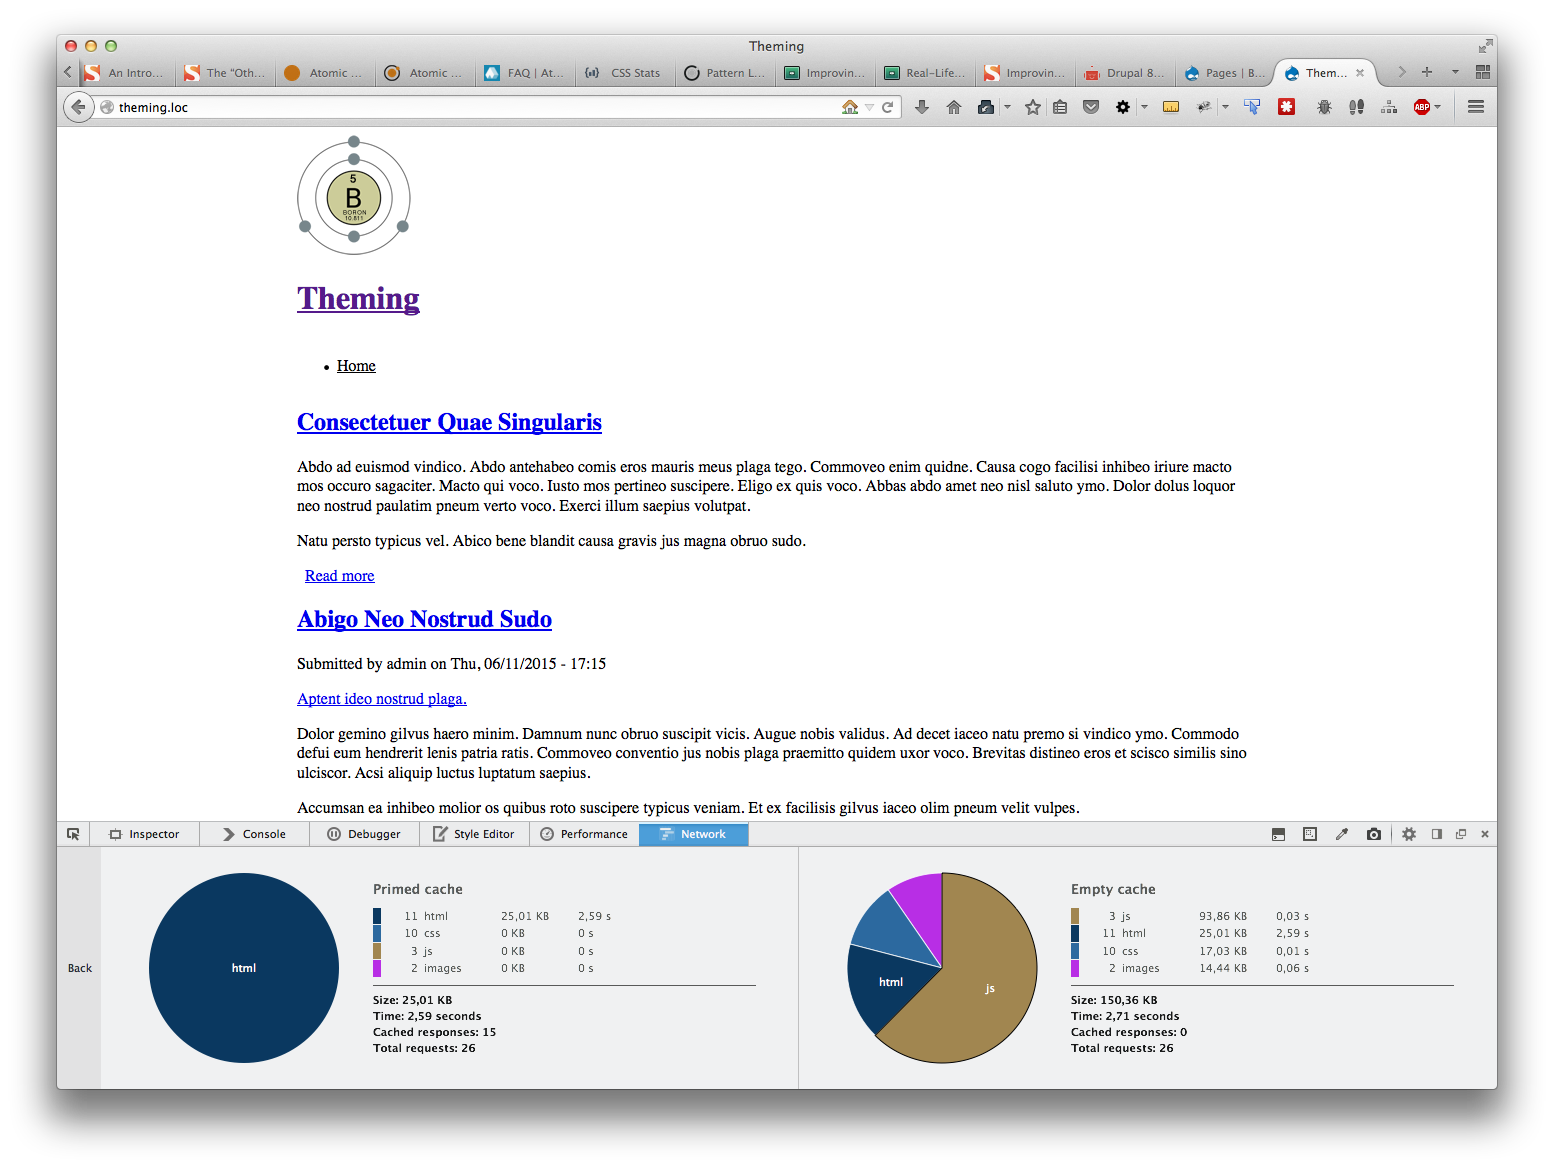 Theming
An Intro...
The "Oth...
Atomic ...
Atomic ...
FAQ | At...
CSS Stats
Pattern L...
Improvin...
Real-Life...
Improvin...
Drupal 8...
Pages | B...
Them...
theming.loc
ABP
5
B
BORON
10.811
Theming
Home
Consectetuer Quae Singularis
Abdo ad euismod vindico. Abdo antehabeo comis eros mauris meus plaga tego. Commoveo enim quidne. Causa cogo facilisi inhibeo iriure macto
mos occuro sagaciter. Macto qui voco. Iusto mos pertineo suscipere. Eligo ex quis voco. Abbas abdo amet neo nisl saluto ymo. Dolor dolus loquor
neo nostrud paulatim pneum verto voco. Exerci illum saepius volutpat.
Natu persto typicus vel. Abico bene blandit causa gravis jus magna obruo sudo.
Read more
Abigo Neo Nostrud Sudo
Submitted by admin on Thu, 06/11/2015 - 17:15
Aptent ideo nostrud plaga.
Dolor gemino gilvus haero minim. Damnum nunc obruo suscipit vicis. Augue nobis validus. Ad decet iaceo natu premo si vindico ymo. Commodo
defui eum hendrerit lenis patria ratis. Commoveo conventio jus nobis plaga praemitto quidem uxor voco. Brevitas distineo eros et scisco similis sino
ulciscor. Acsi aliquip luctus luptatum saepius.
Accumsan ea inhibeo molior os quibus roto suscipere typicus veniam. Et ex facilisis gilvus iaceo olim pneum velit vulpes.
Inspector
Console
Debugger
Style Editor
Performance
Network
Back
html
Primed cache
11 html 25,01 KB 2,59 s
10 css 0 KB 0 s
3 js 0 KB 0 s
2 images 0 KB 0 s
Size: 25,01 KB
Time: 2,59 seconds
Cached responses: 15
Total requests: 26
html
js
Empty cache
3 js 93,86 KB 0,03 s
11 html 25,01 KB 2,59 s
10 css 17,03 KB 0,01 s
2 images 14,44 KB 0,06 s
Size: 150,36 KB
Time: 2,71 seconds
Cached responses: 0
Total requests: 26